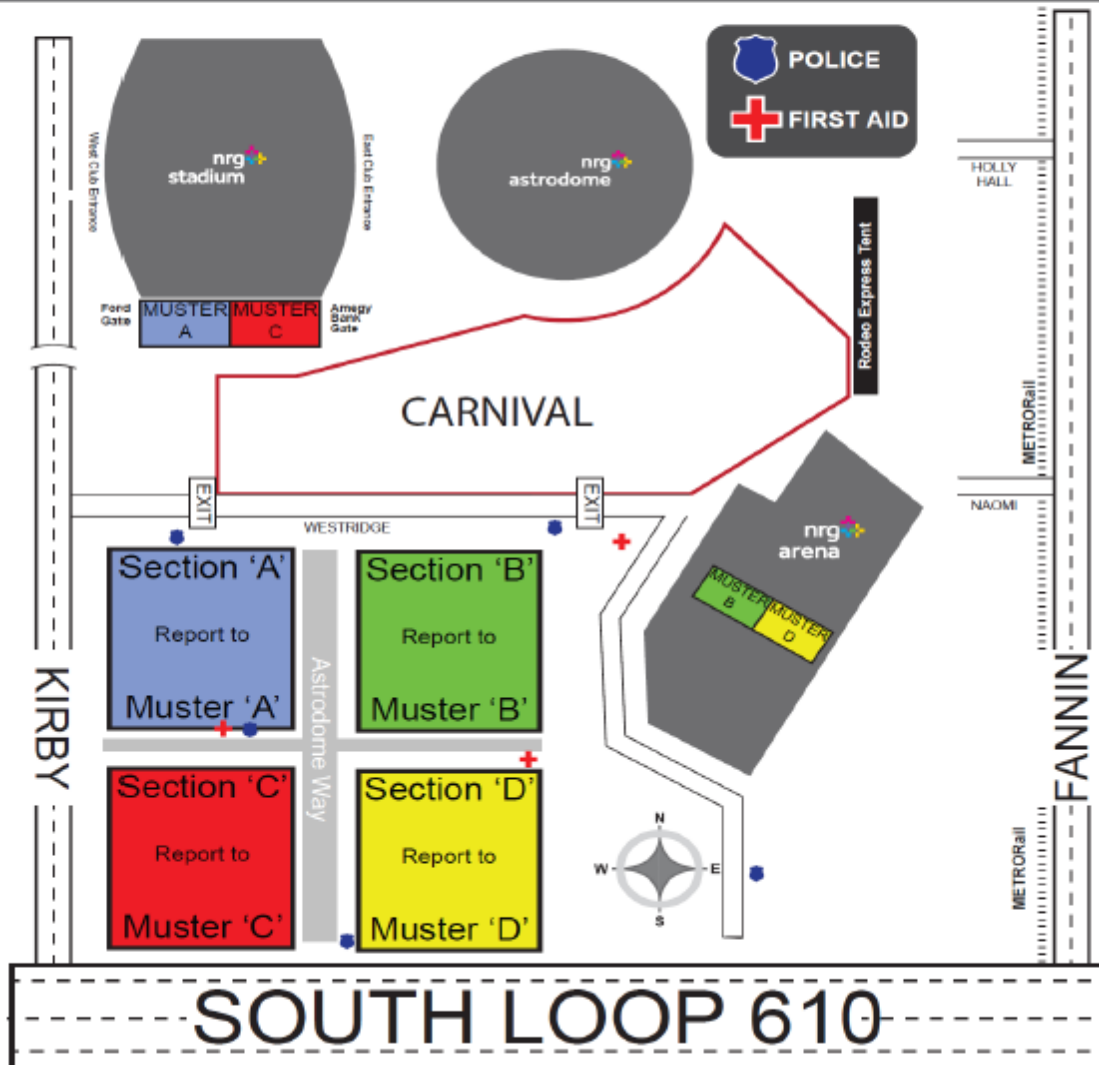 POLICE
FIRST AID
nrg
stadium
nrg
astrodome
West Club Entrance
East Club Entrance
HOLLY
HALL
Ford
Gate
MUSTER
A
MUSTER
C
Amegy
Bank
Gate
Rodeo Express Tent
CARNIVAL
METRORail
EXIT
EXIT
WESTRIDGE
NAOMI
nrg
arena
MUSTER
B
MUSTER
D
Section ‘A’
Report to
Muster ‘A’
Section ‘B’
Report to
Muster ‘B’
Astrodome Way
KIRBY
FANNIN
Section ‘C’
Report to
Muster ‘C’
Section ‘D’
Report to
Muster ‘D’
N
W
E
S
METRORail
SOUTH LOOP 610